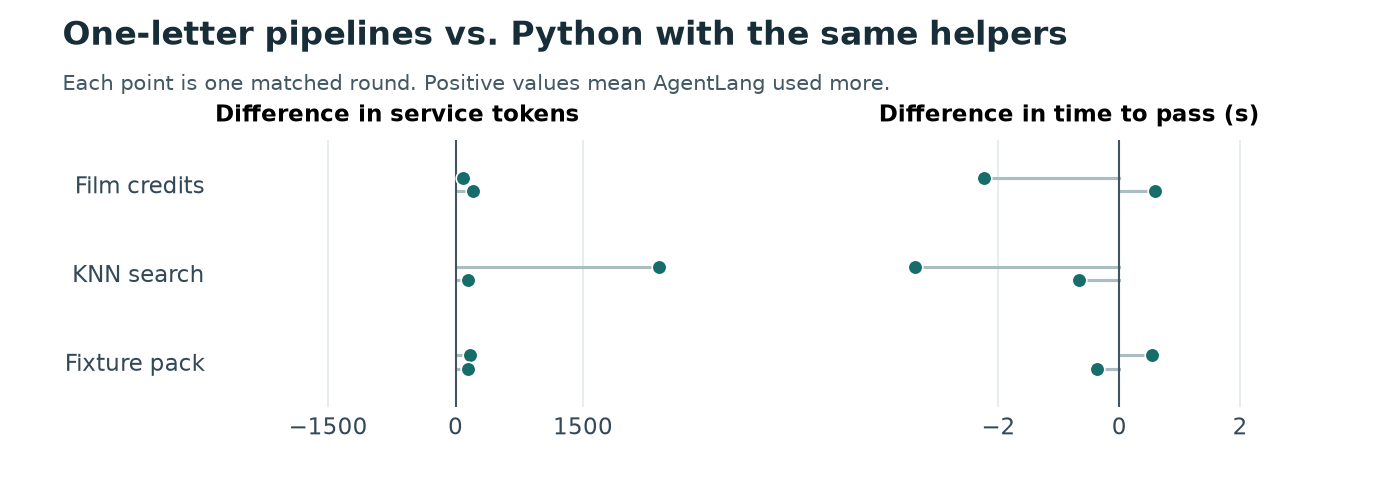 One-letter pipelines vs. Python with the same helpers
Each point is one matched round. Positive values mean AgentLang used more.
Difference in service tokens
Difference in time to pass (s)
Film credits
KNN search
Fixture pack
−1500 0 1500
−2 0 2